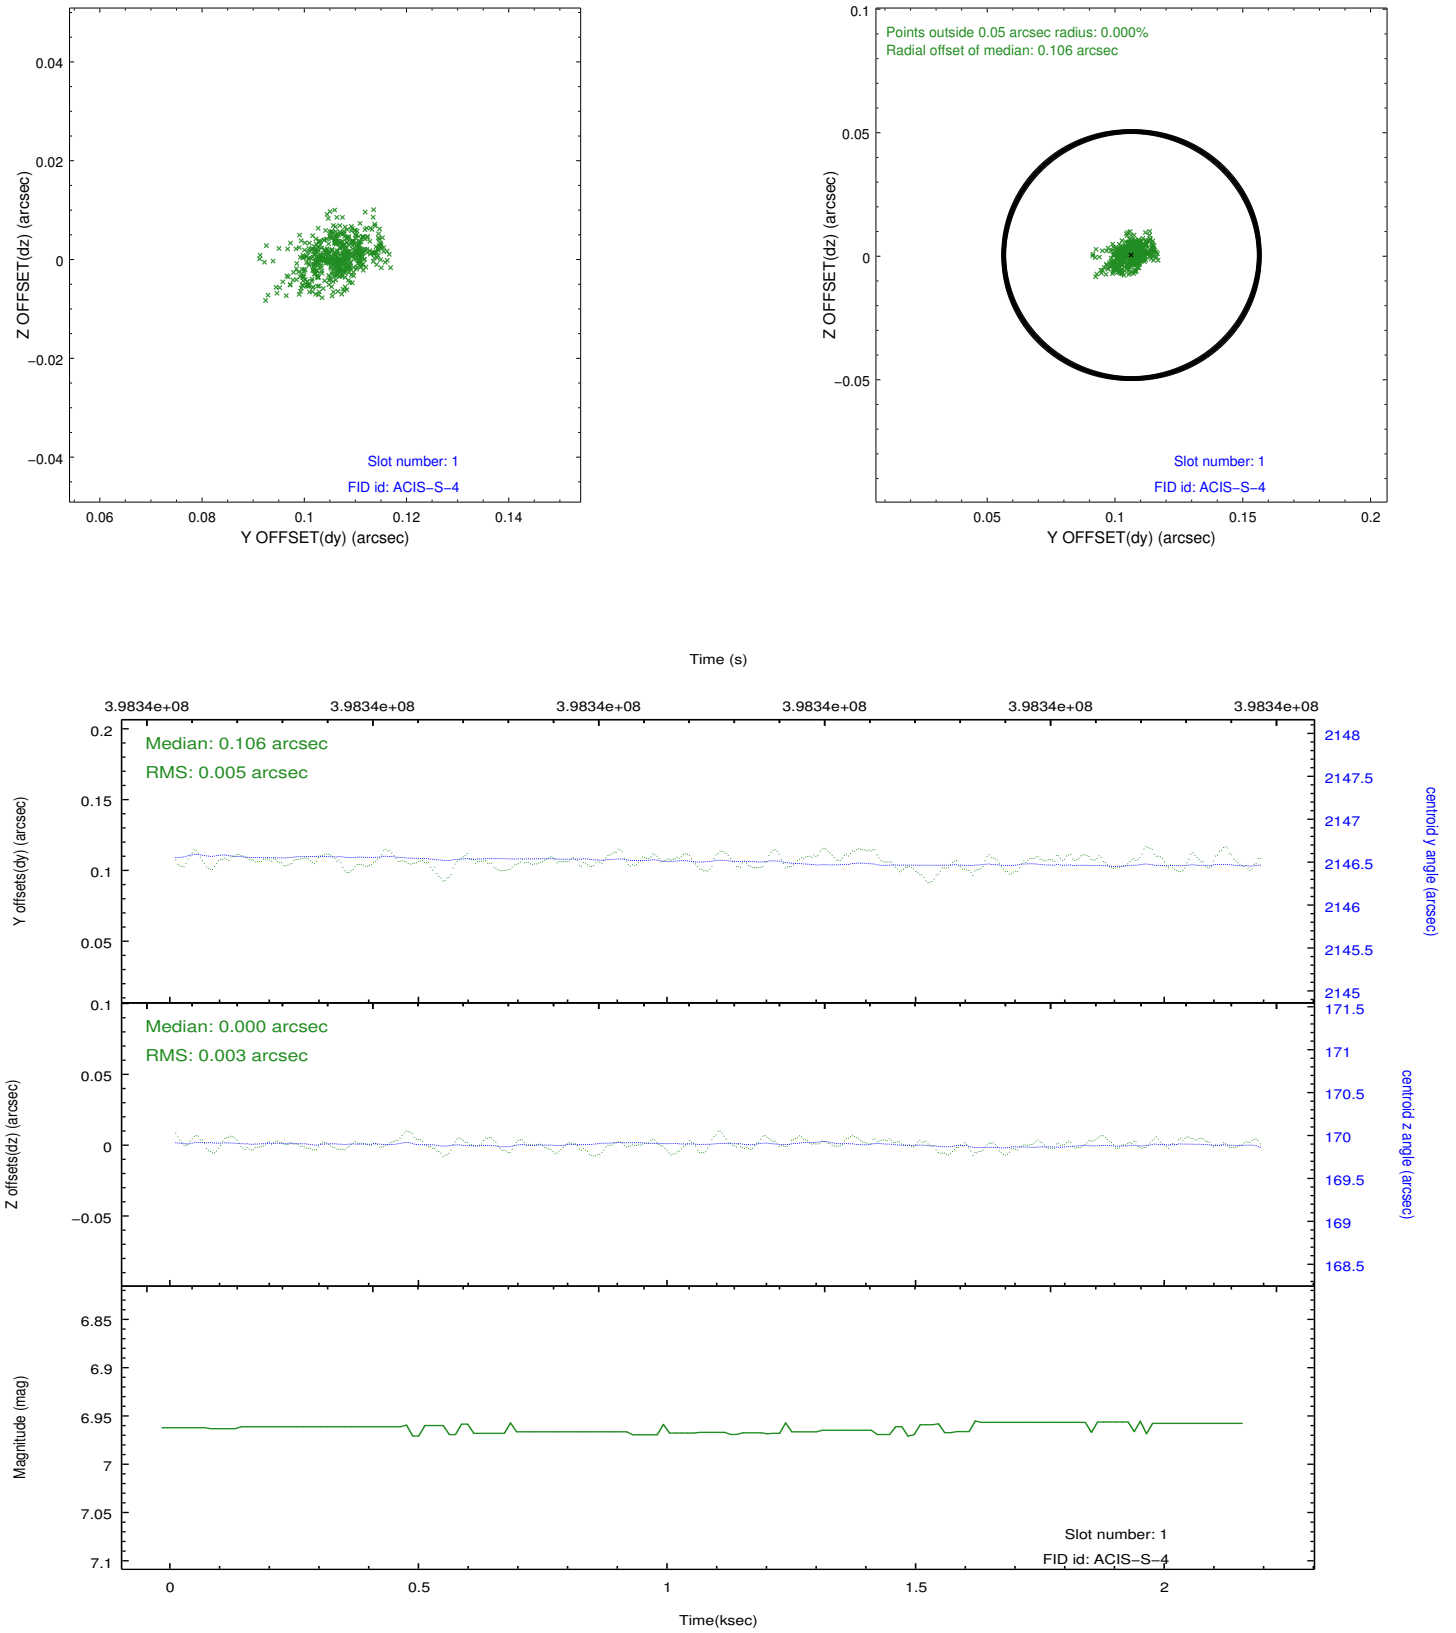 0.04
0.02
0
−0.02
−0.04
Z OFFSET(dz) (arcsec)
Slot number: 1
FID id: ACIS−S−4
0.06
0.08
0.1
0.12
0.14
Y OFFSET(dy) (arcsec)
0.1
0.05
0
−0.05
Z OFFSET(dz) (arcsec)
Points outside 0.05 arcsec radius: 0.000%
Radial offset of median: 0.106 arcsec
Slot number: 1
FID id: ACIS−S−4
0.05
0.1
0.15
0.2
Y OFFSET(dy) (arcsec)
Time (s)
3.9834e+08
3.9834e+08
3.9834e+08
3.9834e+08
3.9834e+08
3.9834e+08
0.2
0.15
0.1
0.05
Y offsets(dy) (arcsec)
Median: 0.106 arcsec
RMS: 0.005 arcsec
2148
2147.5
2147
2146.5
2146
2145.5
2145
centroid y angle (arcsec)
0.1
0.05
0
−0.05
Z offsets(dz) (arcsec)
Median: 0.000 arcsec
RMS: 0.003 arcsec
171.5
171
170.5
170
169.5
169
168.5
centroid z angle (arcsec)
6.85
6.9
6.95
7
7.05
7.1
Magnitude (mag)
Slot number: 1
FID id: ACIS−S−4
0
0.5
1
1.5
2
Time(ksec)